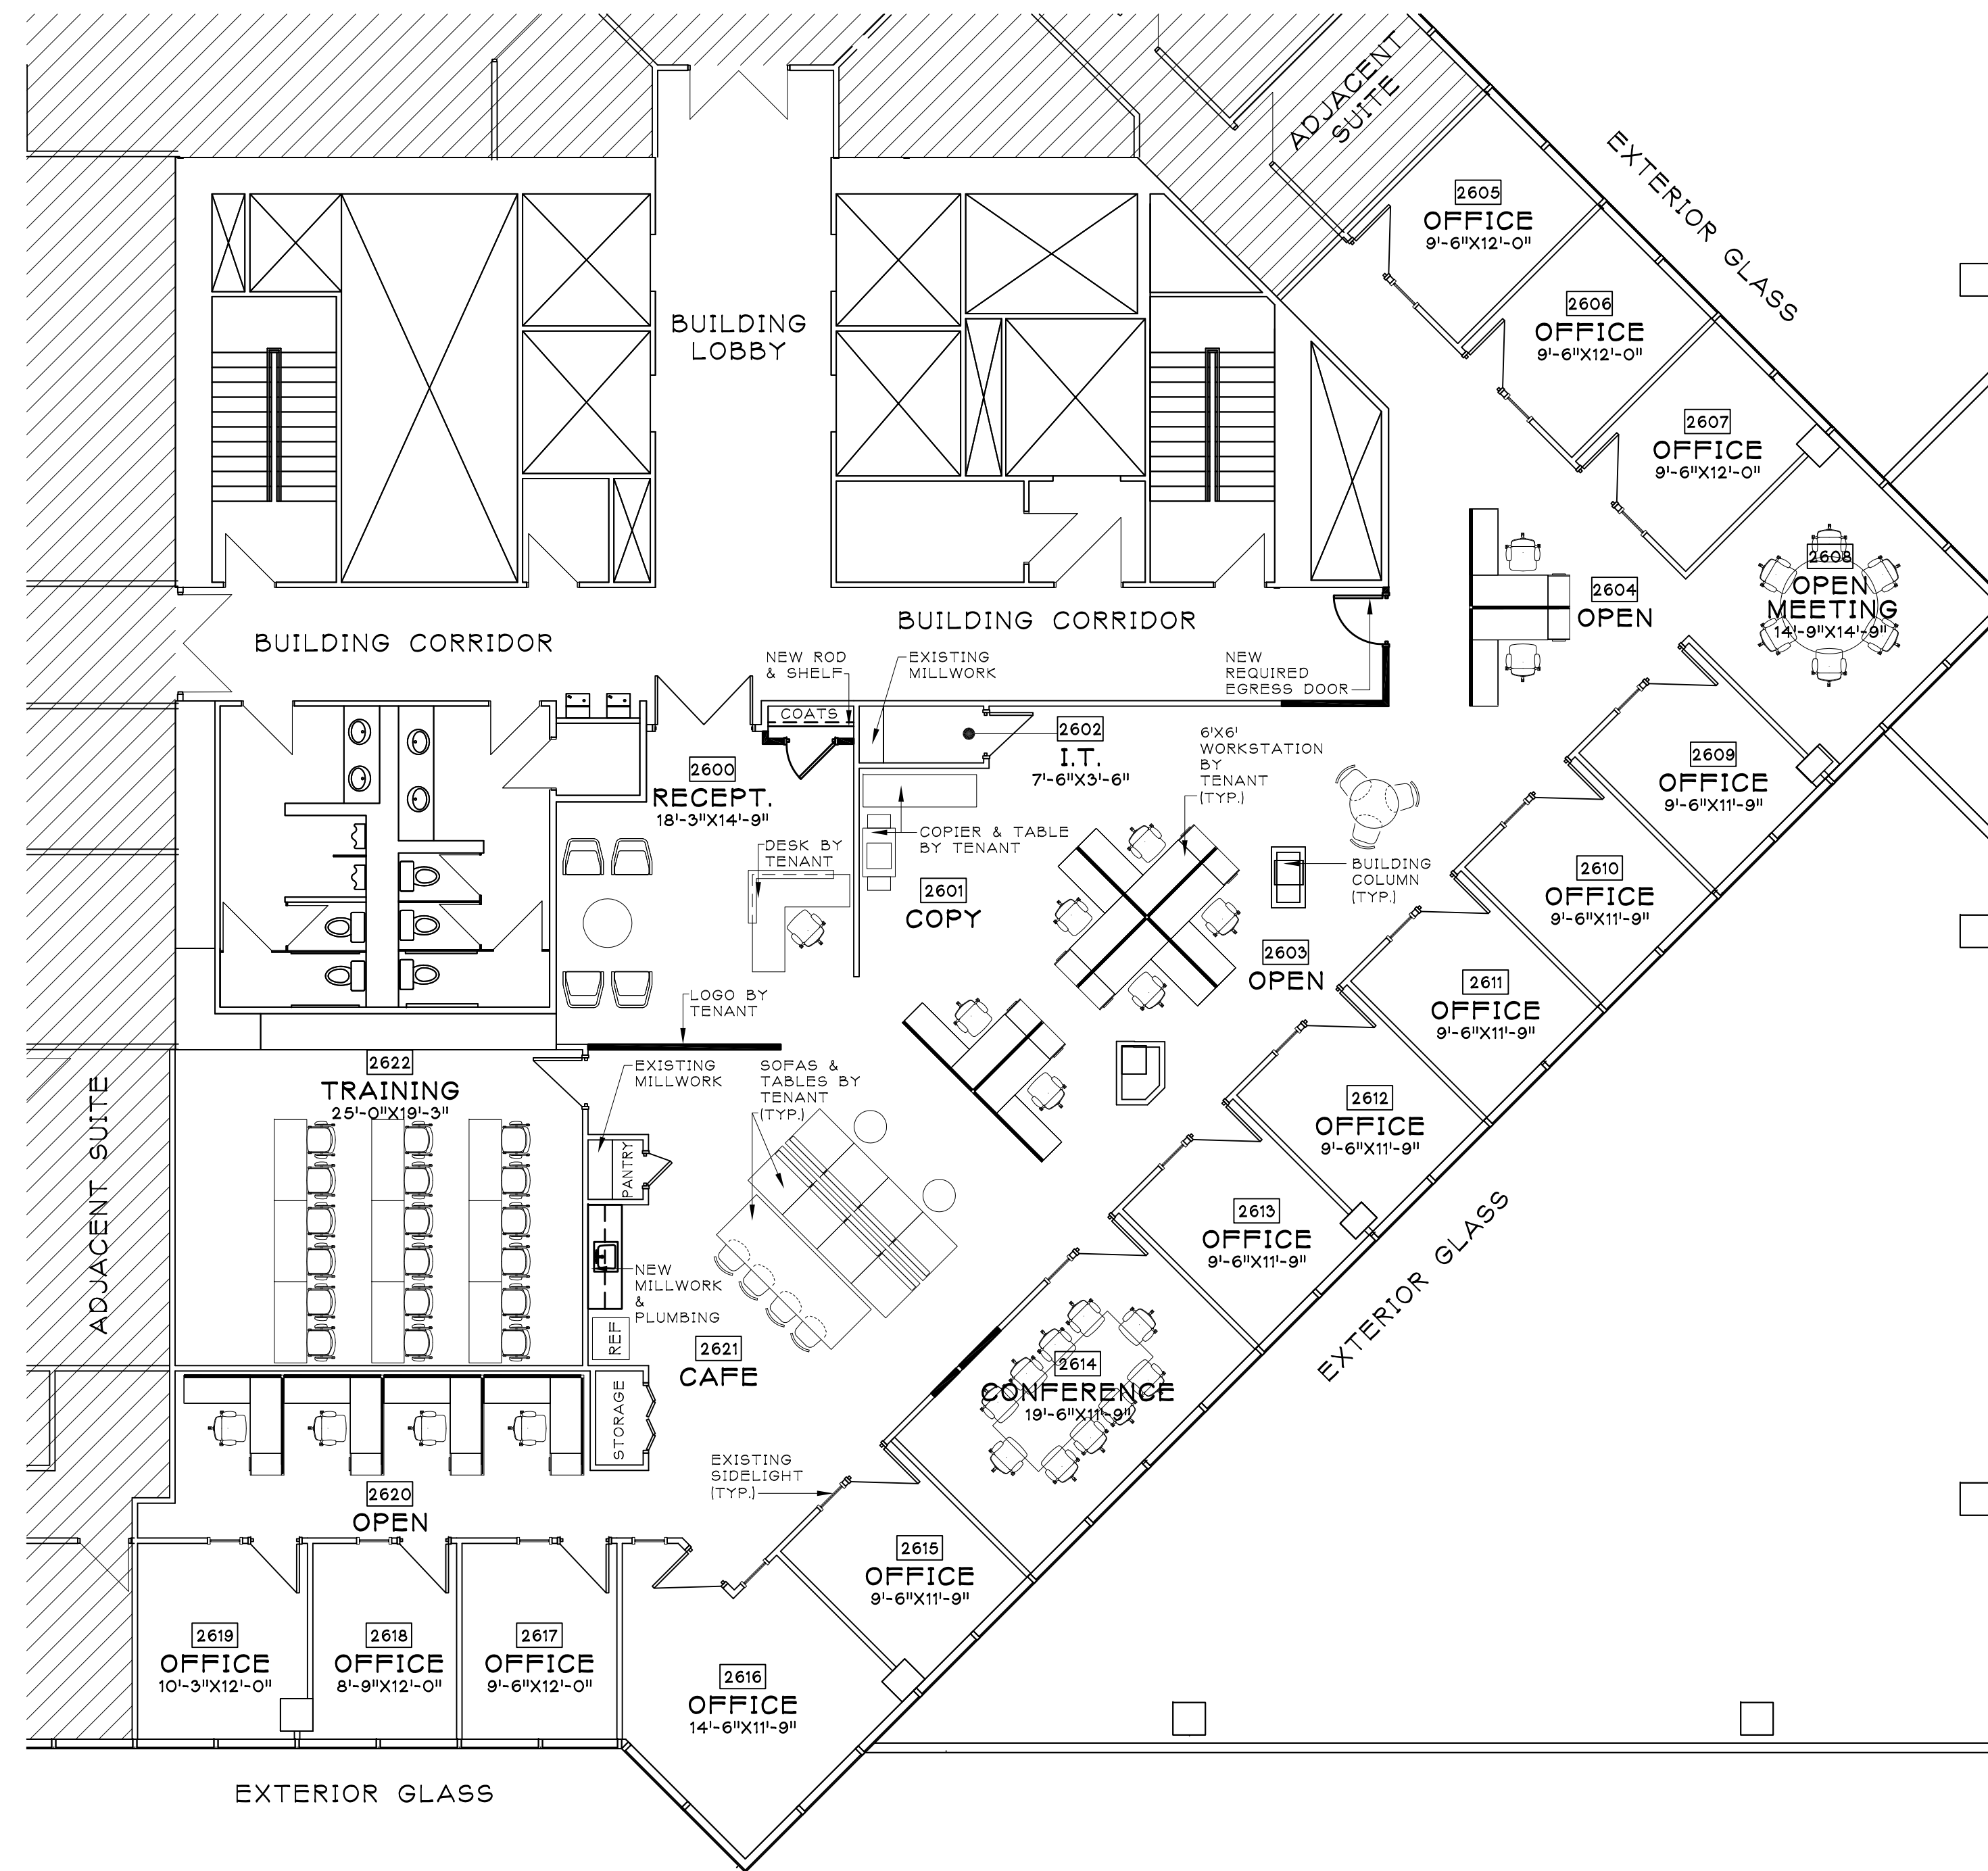 ADJACENT
SUITE
EXTERIOR GLASS
2605
OFFICE
9'-6"X12'-0"
2606
OFFICE
9'-6"X12'-0"
BUILDING
LOBBY
2607
OFFICE
9'-6"X12'-0"
2608
OPEN
MEETING
14'-9"X14'-9"
2604
OPEN
BUILDING CORRIDOR
BUILDING CORRIDOR
NEW ROD
& SHELF
EXISTING
MILLWORK
NEW
REQUIRED
EGRESS DOOR
COATS
2602
I.T.
7'-6"X3'-6"
6'X6'
WORKSTATION
BY
TENANT
(TYP.)
2609
OFFICE
9'-6"X11'-9"
2600
RECEPT.
18'-3"X14'-9"
DESK BY
TENANT
COPIER & TABLE
BY TENANT
BUILDING
COLUMN
(TYP.)
2610
OFFICE
9'-6"X11'-9"
2601
COPY
2603
OPEN
2611
OFFICE
9'-6"X11'-9"
LOGO BY
TENANT
2622
TRAINING
25'-0"X19'-3"
EXISTING
MILLWORK
SOFAS &
TABLES BY
TENANT
(TYP.)
2612
OFFICE
9'-6"X11'-9"
ADJACENT SUITE
PANTRY
2613
OFFICE
9'-6"X11'-9"
EXTERIOR GLASS
NEW
MILLWORK
&
PLUMBING
REF
2621
CAFE
2614
CONFERENCE
19'-6"X11'-9"
STORAGE
EXISTING
SIDELIGHT
(TYP.)
2620
OPEN
2615
OFFICE
9'-6"X11'-9"
2619
OFFICE
10'-3"X12'-0"
2618
OFFICE
8'-9"X12'-0"
2617
OFFICE
9'-6"X12'-0"
2616
OFFICE
14'-6"X11'-9"
EXTERIOR GLASS